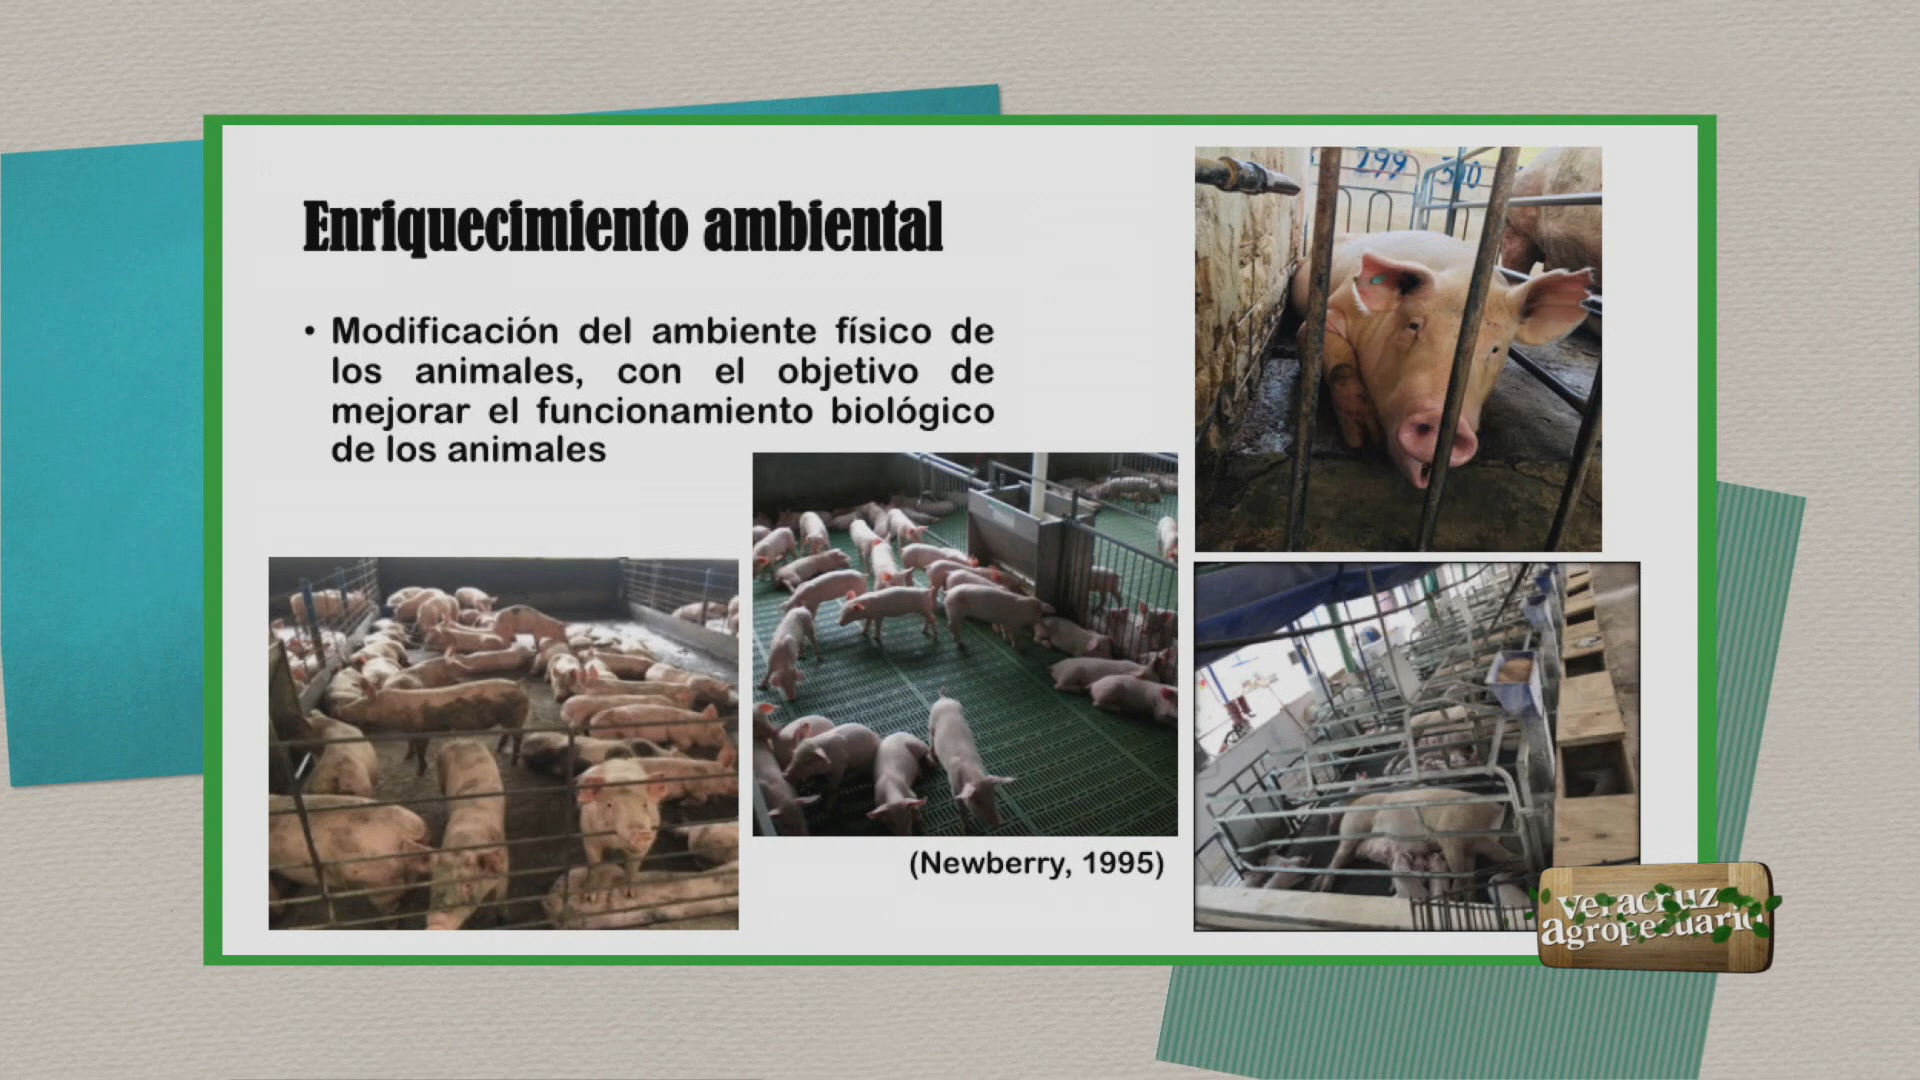 Enriquecimiento ambiental
• Modificación del ambiente físico de
los animales, con el objetivo de
mejorar el funcionamiento biológico
de los animales
299
(Newberry, 1995)
veracruz
agropecuario